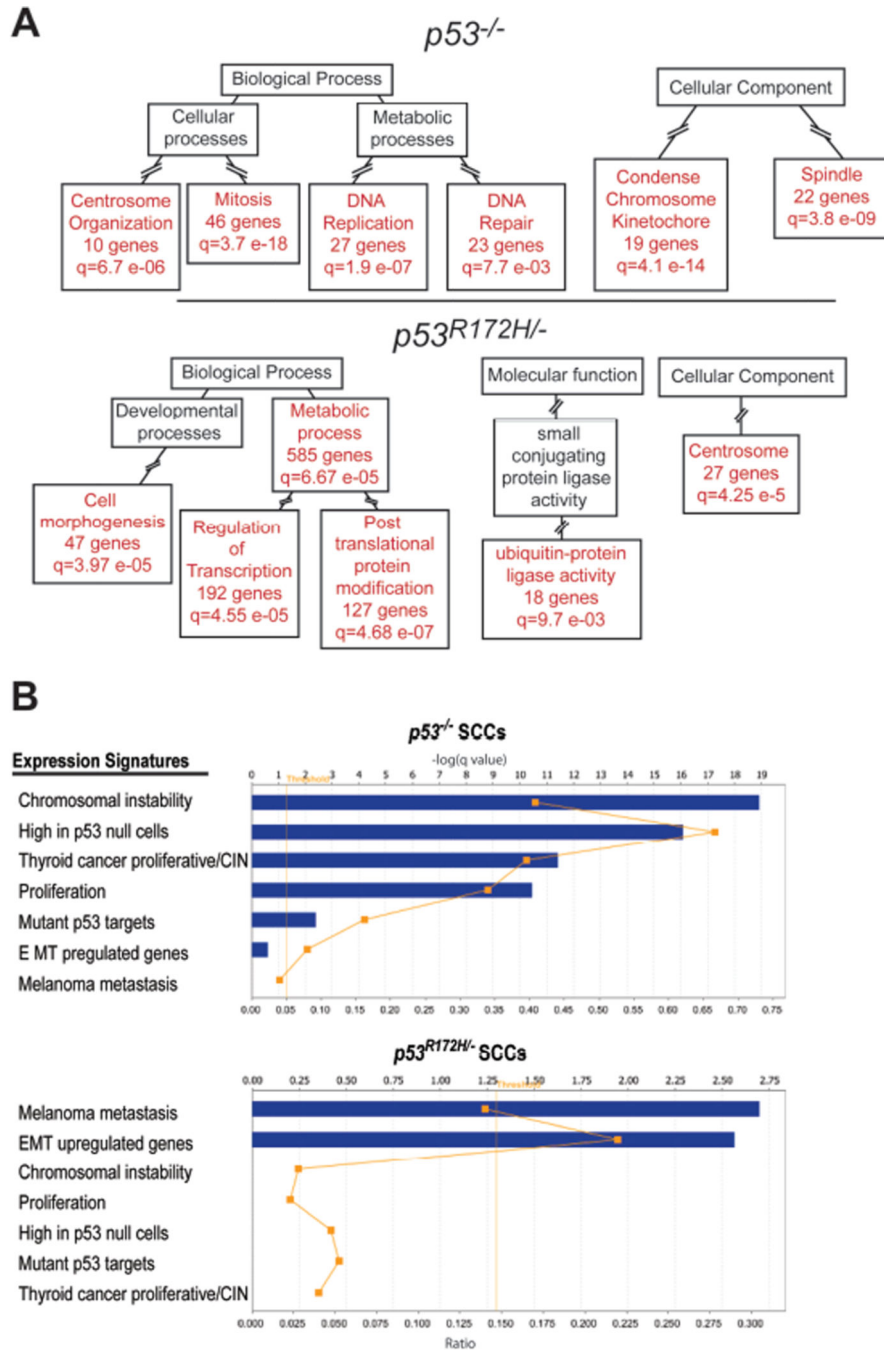 A
p53-/-
Biological Process
Cellular
processes
Metabolic
processes
Cellular Component
Centrosome
Organization
10 genes
q=6.7 e-06
Mitosis
46 genes
q=3.7 e-18
DNA
Replication
27 genes
q=1.9 e-07
DNA
Repair
23 genes
q=7.7 e-03
Condense
Chromosome
Kinetochore
19 genes
q=4.1 e-14
Spindle
22 genes
q=3.8 e-09
p53R172H/-
Biological Process
Developmental
processes
Metabolic
process
585 genes
q=6.67 e-05
Cell
morphogenesis
47 genes
q=3.97 e-05
Regulation
of
Transcription
192 genes
q=4.55 e-05
Post
translational
protein
modification
127 genes
q=4.68 e-07
Molecular function
small
conjugating
protein ligase
activity
ubiquitin-protein
ligase activity
18 genes
q=9.7 e-03
Cellular Component
Centrosome
27 genes
q=4.25 e-5
B
p53-/- SCCs
Expression Signatures
-log(q value)
0 1 2 3 4 5 6 7 8 9 10 11 12 13 14 15 16 17 18 19
Threshold
Chromosomal instability
High in p53 null cells
Thyroid cancer proliferative/CIN
Proliferation
Mutant p53 targets
E MT pregulated genes
Melanoma metastasis
0.00 0.05 0.10 0.15 0.20 0.25 0.30 0.35 0.40 0.45 0.50 0.55 0.60 0.65 0.70 0.75
p53R172H/- SCCs
0.00 0.25 0.50 0.75 1.00 1.25 1.50 1.75 2.00 2.25 2.50 2.75
Threshold
Melanoma metastasis
EMT upregulated genes
Chromosomal instability
Proliferation
High in p53 null cells
Mutant p53 targets
Thyroid cancer proliferative/CIN
0.000 0.025 0.050 0.075 0.100 0.125 0.150 0.175 0.200 0.225 0.250 0.275 0.300
Ratio